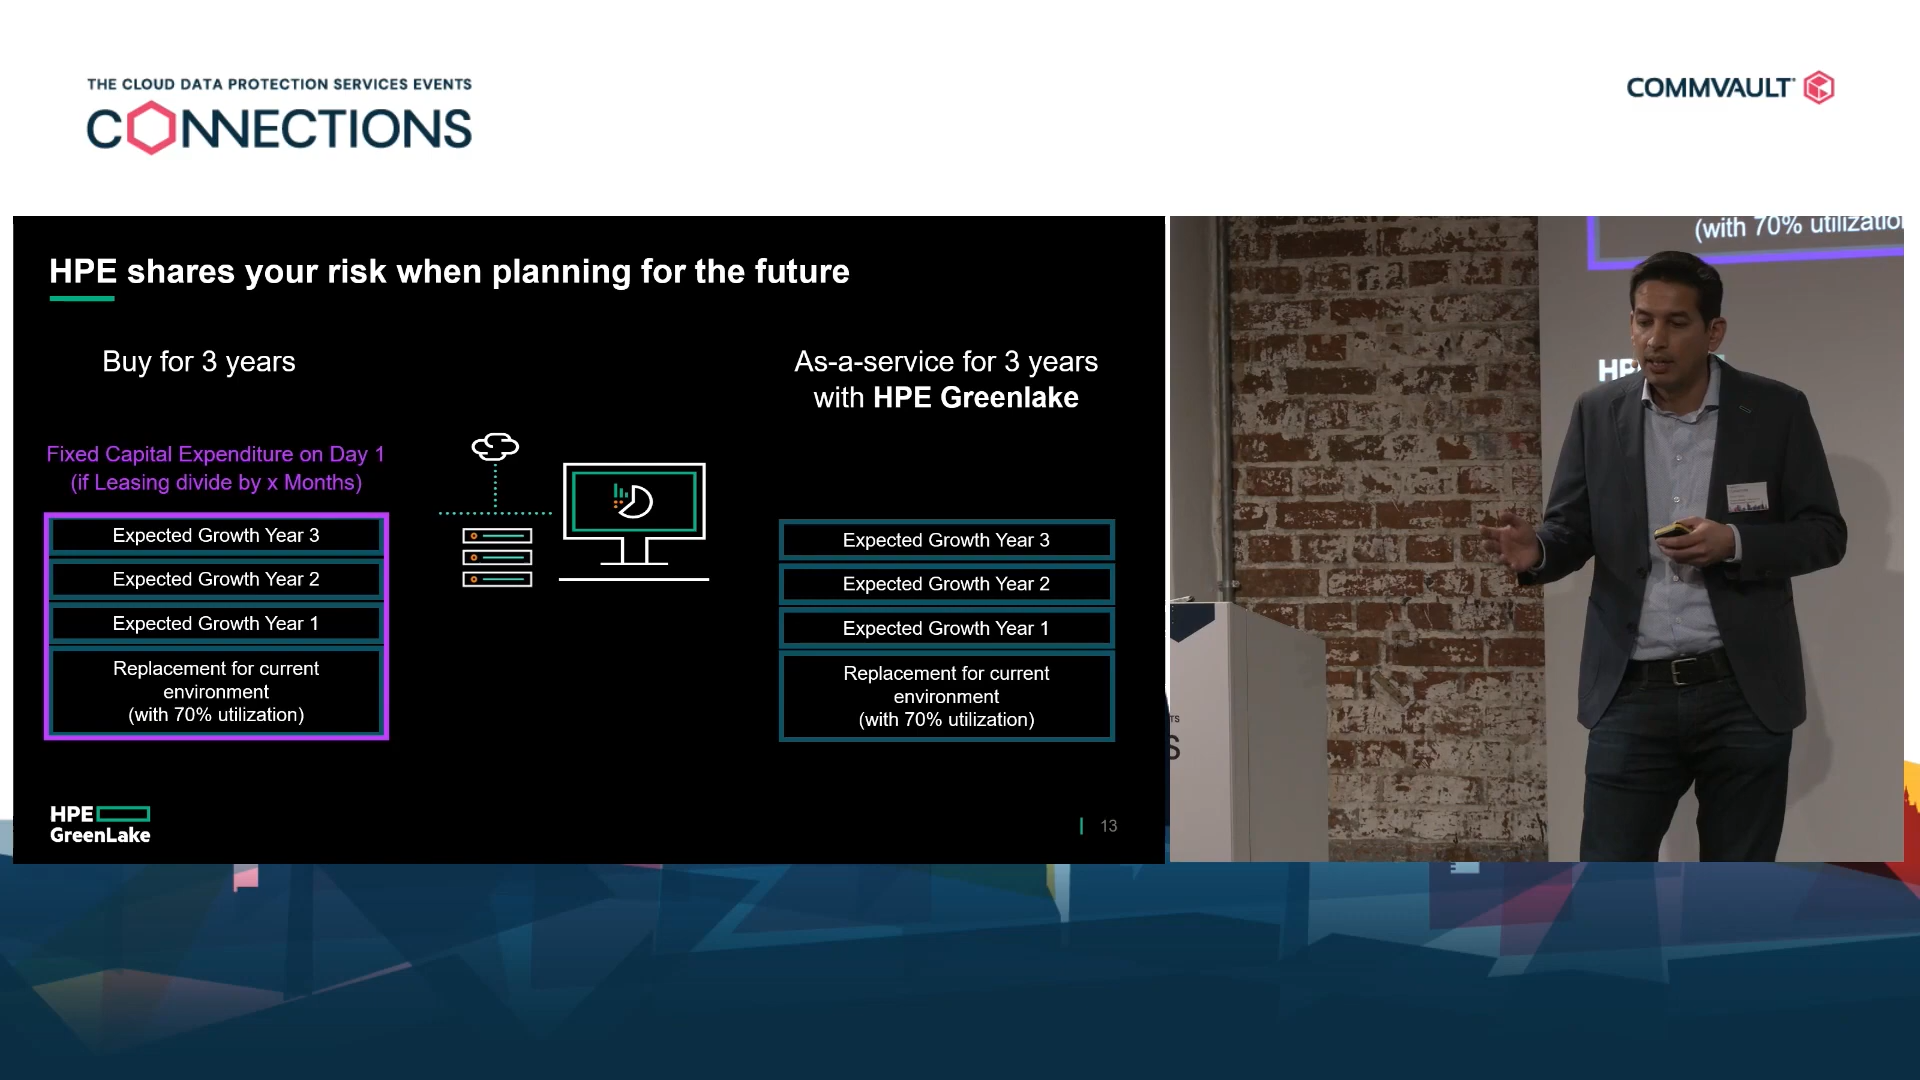 THE CLOUD DATA PROTECTION SERVICES EVENTS
CONNECTIONS
COMMVAULT
HPE shares your risk when planning for the future
Buy for 3 years
As-a-service for 3 years
with HPE Greenlake
Fixed Capital Expenditure on Day 1
(if Leasing divide by x Months)
Expected Growth Year 3
Expected Growth Year 2
Expected Growth Year 1
Replacement for current
environment
(with 70% utilization)
Expected Growth Year 3
Expected Growth Year 2
Expected Growth Year 1
Replacement for current
environment
(with 70% utilization)
HPE
GreenLake
13
(with 70% utilizatio
HP
TS
S